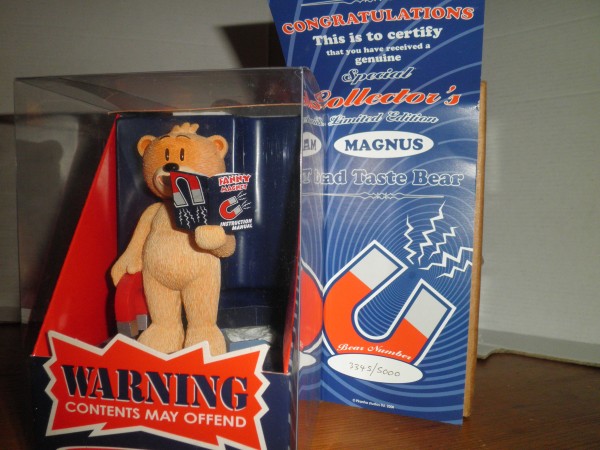 CONGRATULATIONS
This is to certify
that you have received a
genuine
Special
Collector's
Limited Edition
MAGNUS
Bad Taste Bear
FANNY
MAGNET
INSTRUCTION
MANUAL
Bear Number
3345/5000
WARNING
CONTENTS MAY OFFEND